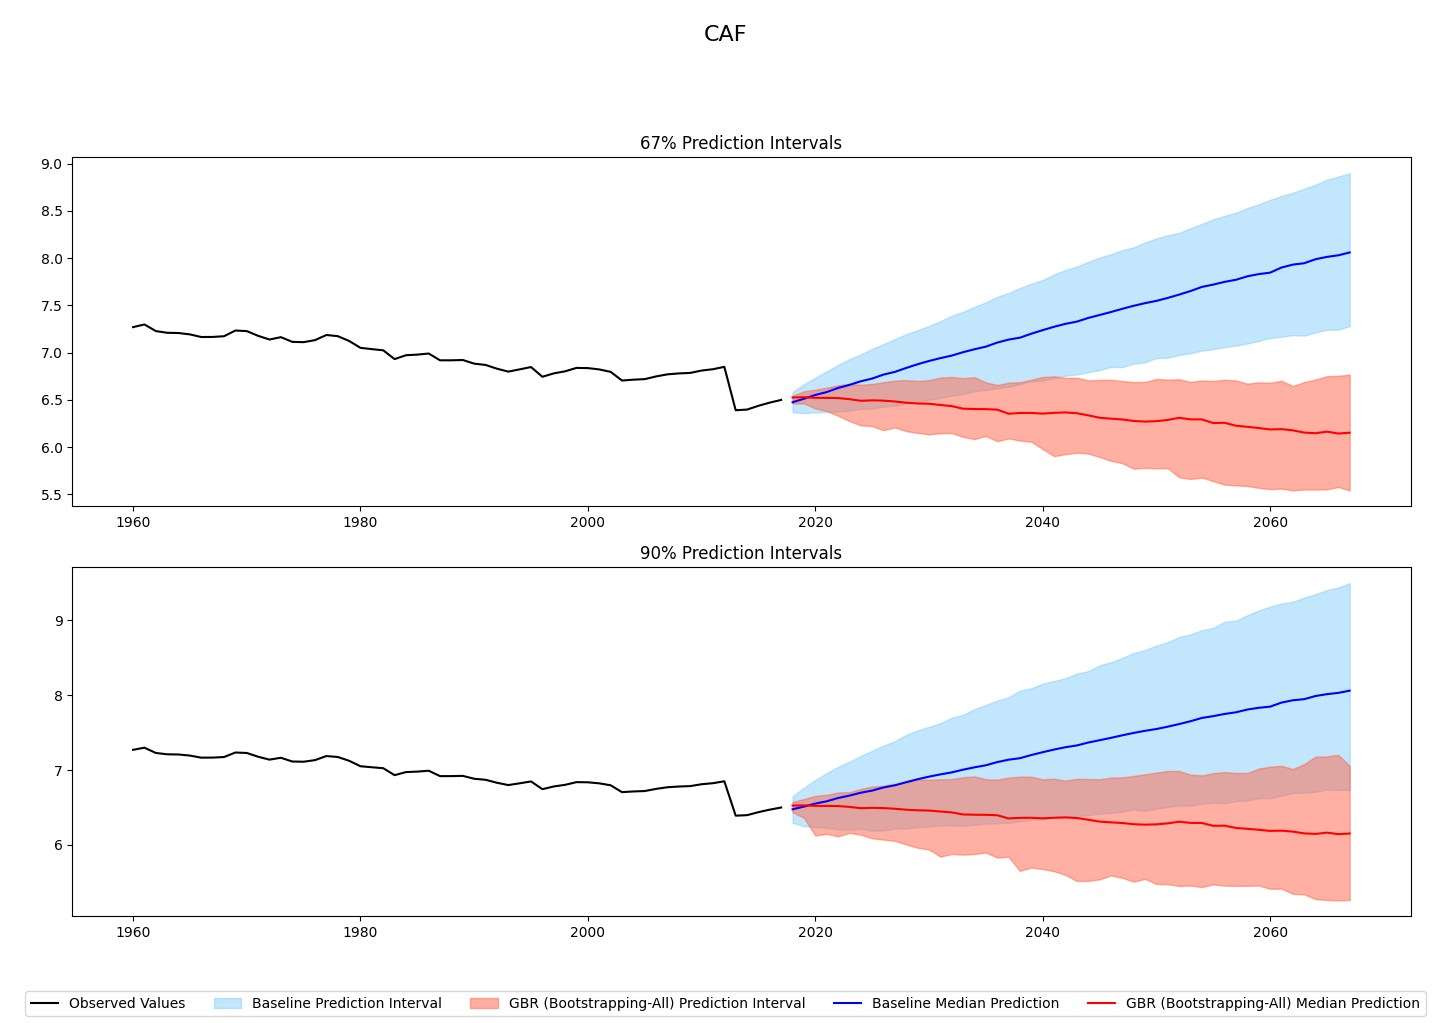 CAF
67% Prediction Intervals
9.0
8.5
8.0
7.5
7.0
6.5
6.0
5.5
1960 1980 2000 2020 2040 2060
90% Prediction Intervals
9
8
7
6
1960 1980 2000 2020 2040 2060
Observed Values Baseline Prediction Interval GBR (Bootstrapping-All) Prediction Interval Baseline Median Prediction GBR (Bootstrapping-All) Median Prediction